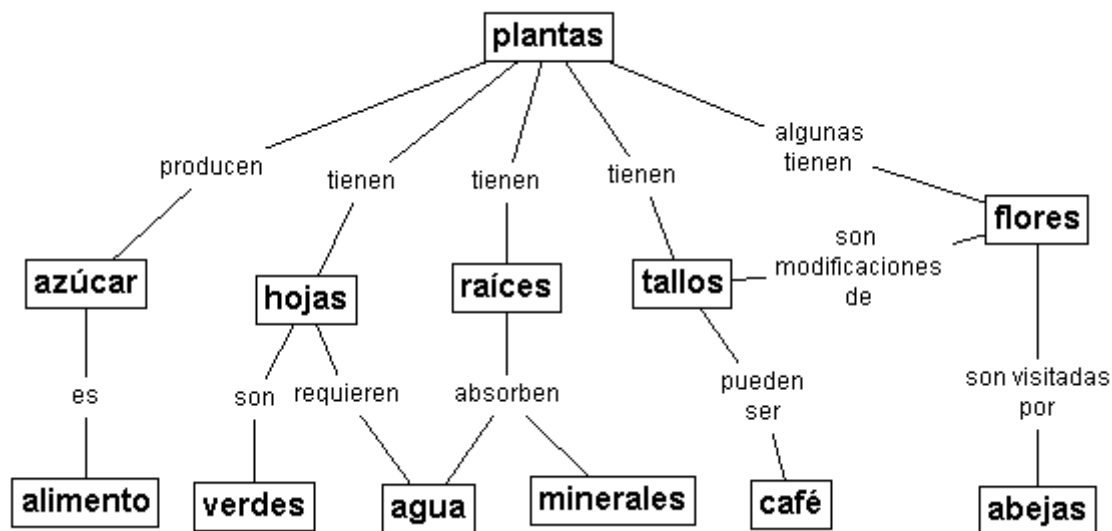 plantas
algunas
tienen
producen
tienen
tienen
tienen
flores
son
modificaciones
de
azúcar
hojas
raíces
tallos
es
son
requieren
absorben
pueden
ser
son visitadas
por
alimento
verdes
agua
minerales
café
abejas